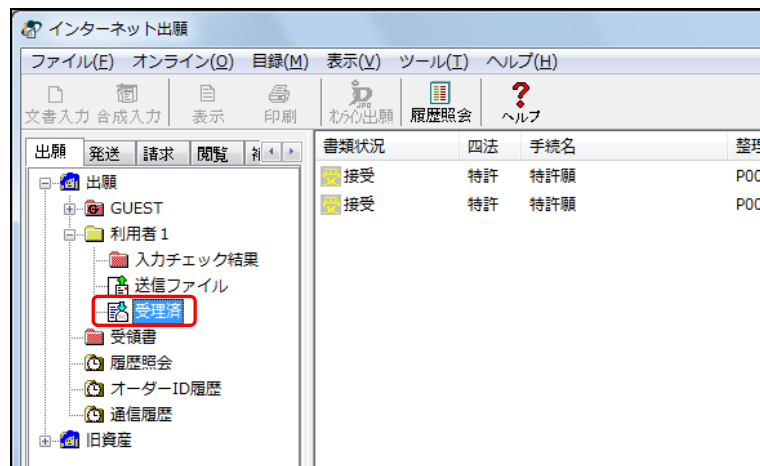 インターネット出願
ファイル(F) オンライン(O) 目録(M) 表示(V) ツール(T) ヘルプ(H)
文書入力 合成入力 表示 印刷 オンライン出願 履歴照会 ヘルプ
出願 発送 請求 閲覧
書類状況 四法 手続名 整理
受 接受 特許 特許願 P00
受 接受 特許 特許願 P00
出願
GUEST
利用者1
入力チェック結果
送信ファイル
受理済
受領書
履歴照会
オーダーID履歴
通信履歴
旧資産